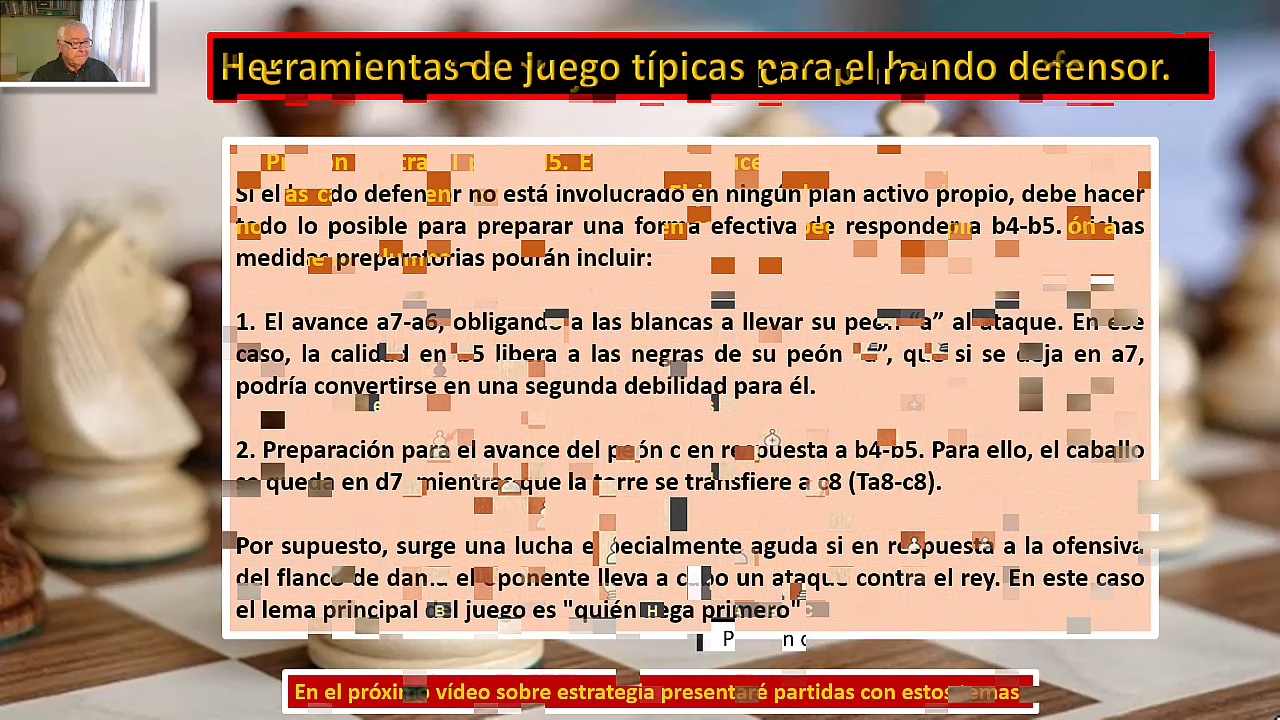 Herramientas de juego típicas para el bando defensor.
Si el do no está involucrado en ningún plan activo propio, debe hacer
todo lo posible para preparar una forma efectiva de responder a b4-b5.
medidas preparatorias podrán incluir:
1. El avance a7-a6, obligando a las blancas a llevar su peón “a” al ataque. En ese
caso, la calidad en b5 libera a las negras de su peón “a”, que si se deja en a7,
podría convertirse en una segunda debilidad para él.
2. Preparación para el avance del peón c en respuesta a b4-b5. Para ello, el caballo
se queda en d7 mientras que la torre se transfiere a c8 (Ta8-c8).
Por supuesto, surge una lucha especialmente aguda si en respuesta a la ofensiva
del flanco de dama el oponente lleva a cabo un ataque contra el rey. En este caso
el lema principal del juego es "quién llega primero"
En el próximo vídeo sobre estrategia presentaré partidas con estos temas